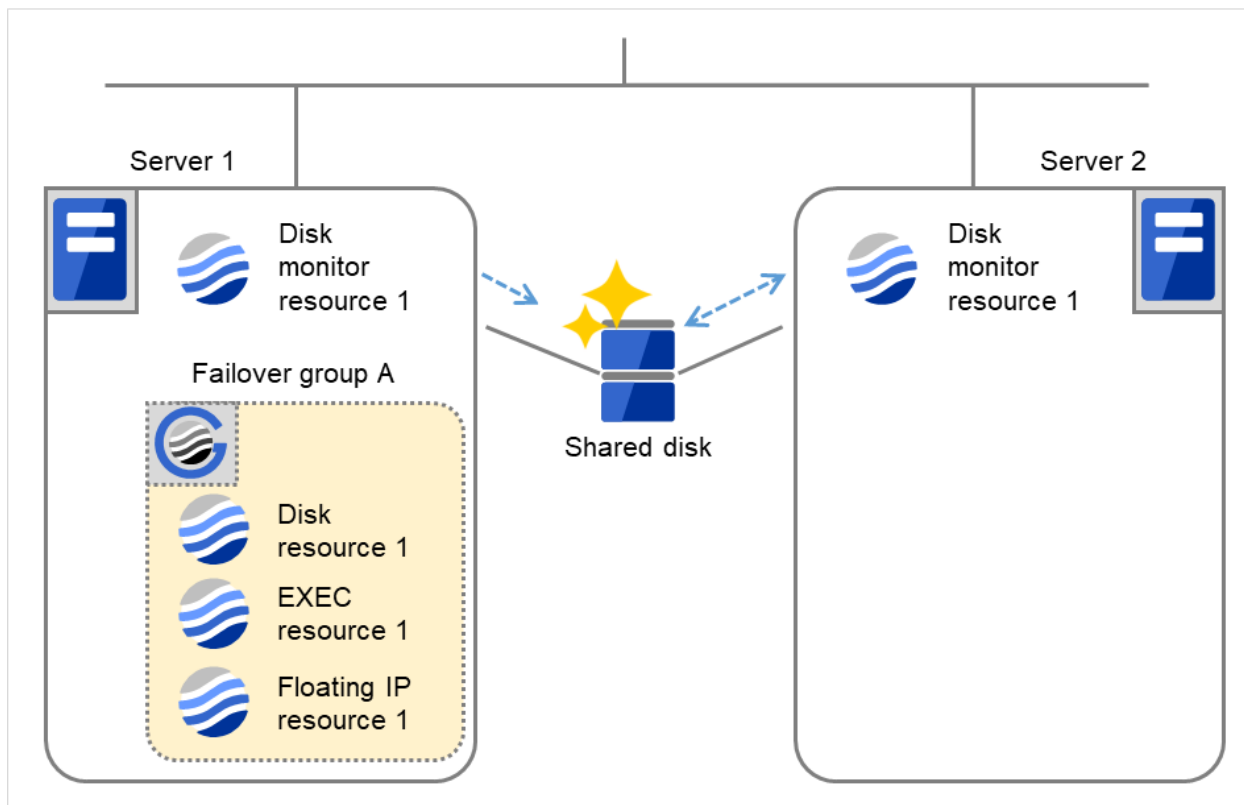 Server 1
Server 2
Disk
monitor
resource 1
Disk
monitor
resource 1
Failover group A
Shared disk
Disk
resource 1
EXEC
resource 1
Floating IP
resource 1